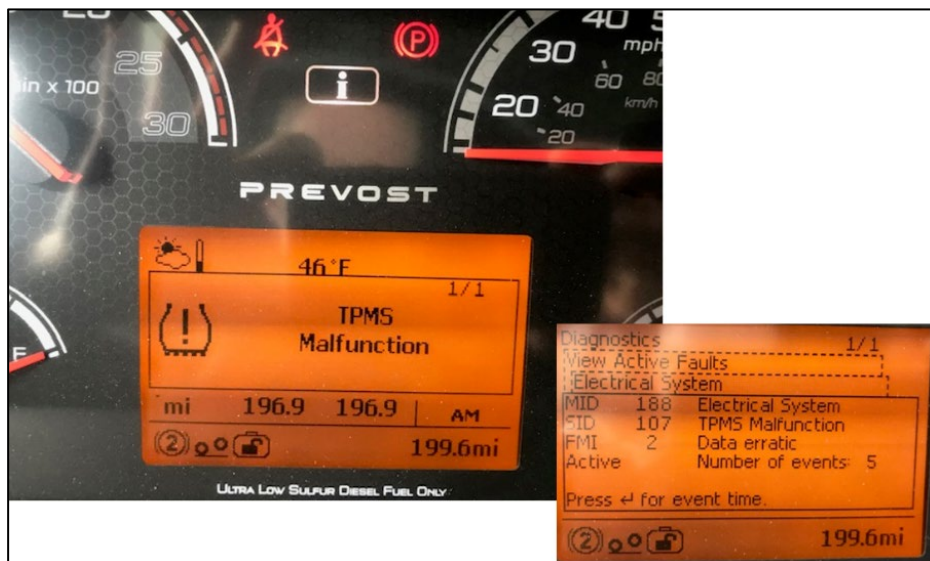 25
30
min x 100
40
30
mph
60
80
20
40
km/h
20
P
i
PREVOST
46°F
1/1
TPMS
Malfunction
F
mi 196.9 196.9 AM
2 199.6mi
ULTRA LOW SULFUR DIESEL FUEL ONLY
Diagnostics 1/1
View Active Faults
Electrical System
MID 188 Electrical System
SID 107 TPMS Malfunction
FMI 2 Data erratic
Active Number of events: 5
Press ↵ for event time.
2 199.6mi